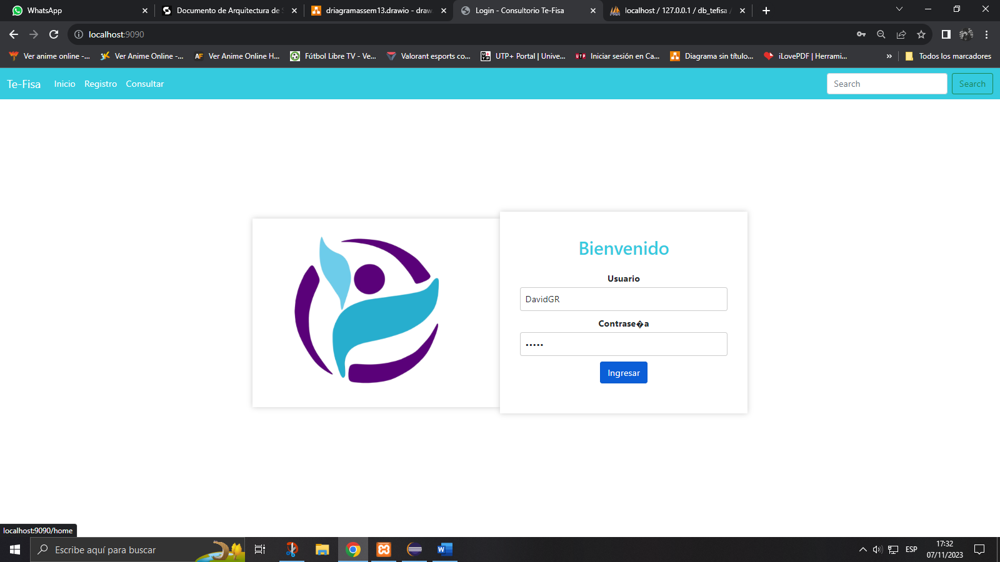 WhatsApp
Documento de Arquitectura de S
driagramassem13.drawio - draw
Login - Consultorio Te-Fisa
localhost / 127.0.0.1 / db_tefisa /
localhost:9090
Ver anime online -...
Ver Anime Online -...
AF
Ver Anime Online H...
Fútbol Libre TV - Ve...
Valorant esports co...
UTP+ Portal | Unive...
UTP
Iniciar sesión en Ca...
Diagrama sin título...
iLovePDF | Herrami...
»
Todos los marcadores
Te-Fisa
Inicio
Registro
Consultar
Search
Search
Bienvenido
Usuario
DavidGR
Contrase�a
•••••
Ingresar
localhost:9090/home
Escribe aquí para buscar
ESP
17:32
07/11/2023